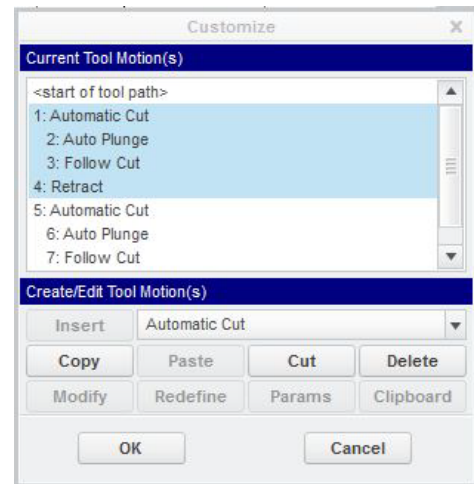 Customize
Current Tool Motion(s)
<start of tool path>
1: Automatic Cut
2: Auto Plunge
3: Follow Cut
4: Retract
5: Automatic Cut
6: Auto Plunge
7: Follow Cut
Create/Edit Tool Motion(s)
Insert Automatic Cut
Copy Paste Cut Delete
Modify Redefine Params Clipboard
OK Cancel